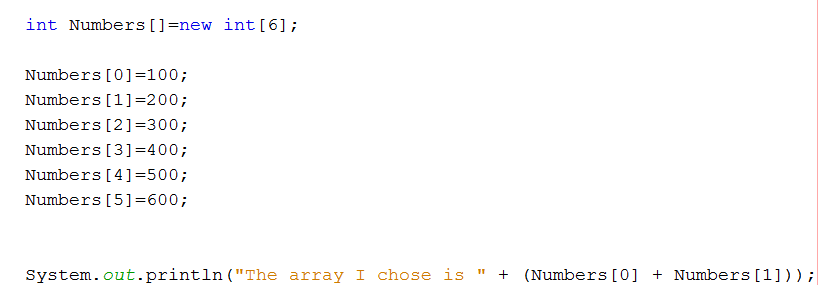 int Numbers[]=new int[6];
Numbers[0]=100;
Numbers[1]=200;
Numbers[2]=300;
Numbers[3]=400;
Numbers[4]=500;
Numbers[5]=600;
System.out.println("The array I chose is " + (Numbers[0] + Numbers[1]));